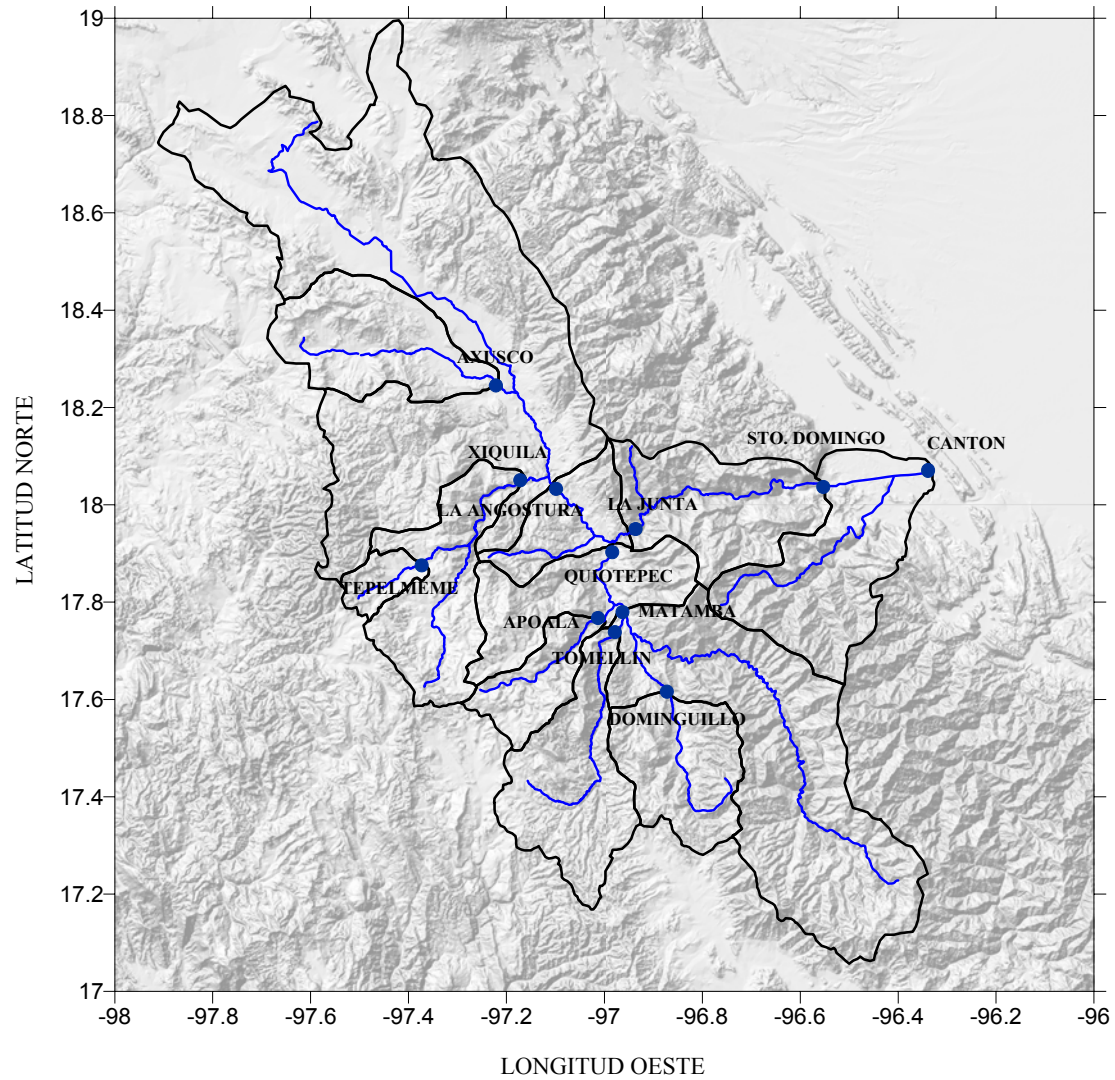 19
18.8
18.6
18.4
18.2
18
17.8
17.6
17.4
17.2
17
LATITUD NORTE
AXUSCO
STO. DOMINGO
CANTON
XIQUILA
LA ANGOSTURA
LA JUNTA
QUIOTEPEC
TEPELMEME
MATAMBA
APOALA
TOMELLIN
DOMINGUILLO
-98
-97.8
-97.6
-97.4
-97.2
-97
-96.8
-96.6
-96.4
-96.2
-96
LONGITUD OESTE